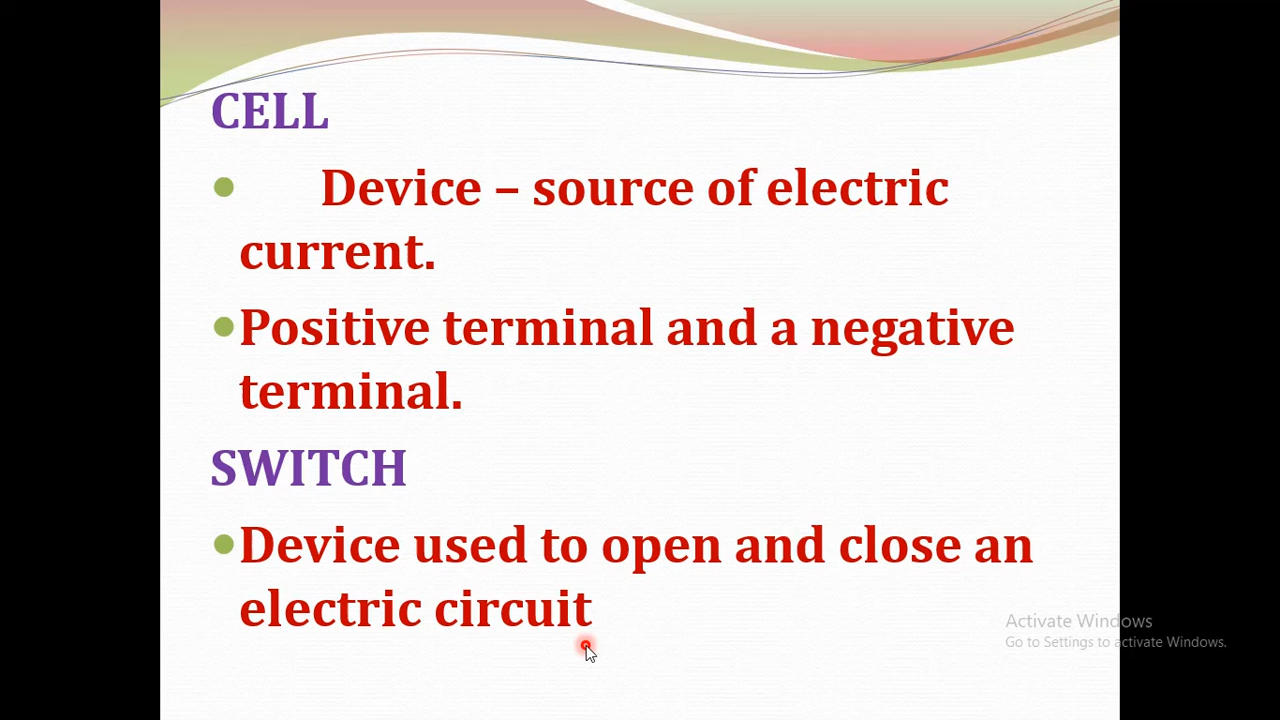 CELL
• Device – source of electric
current.
•Positive terminal and a negative
terminal.
SWITCH
•Device used to open and close an
electric circuit
Activate Windows
Go to Settings to activate Windows.